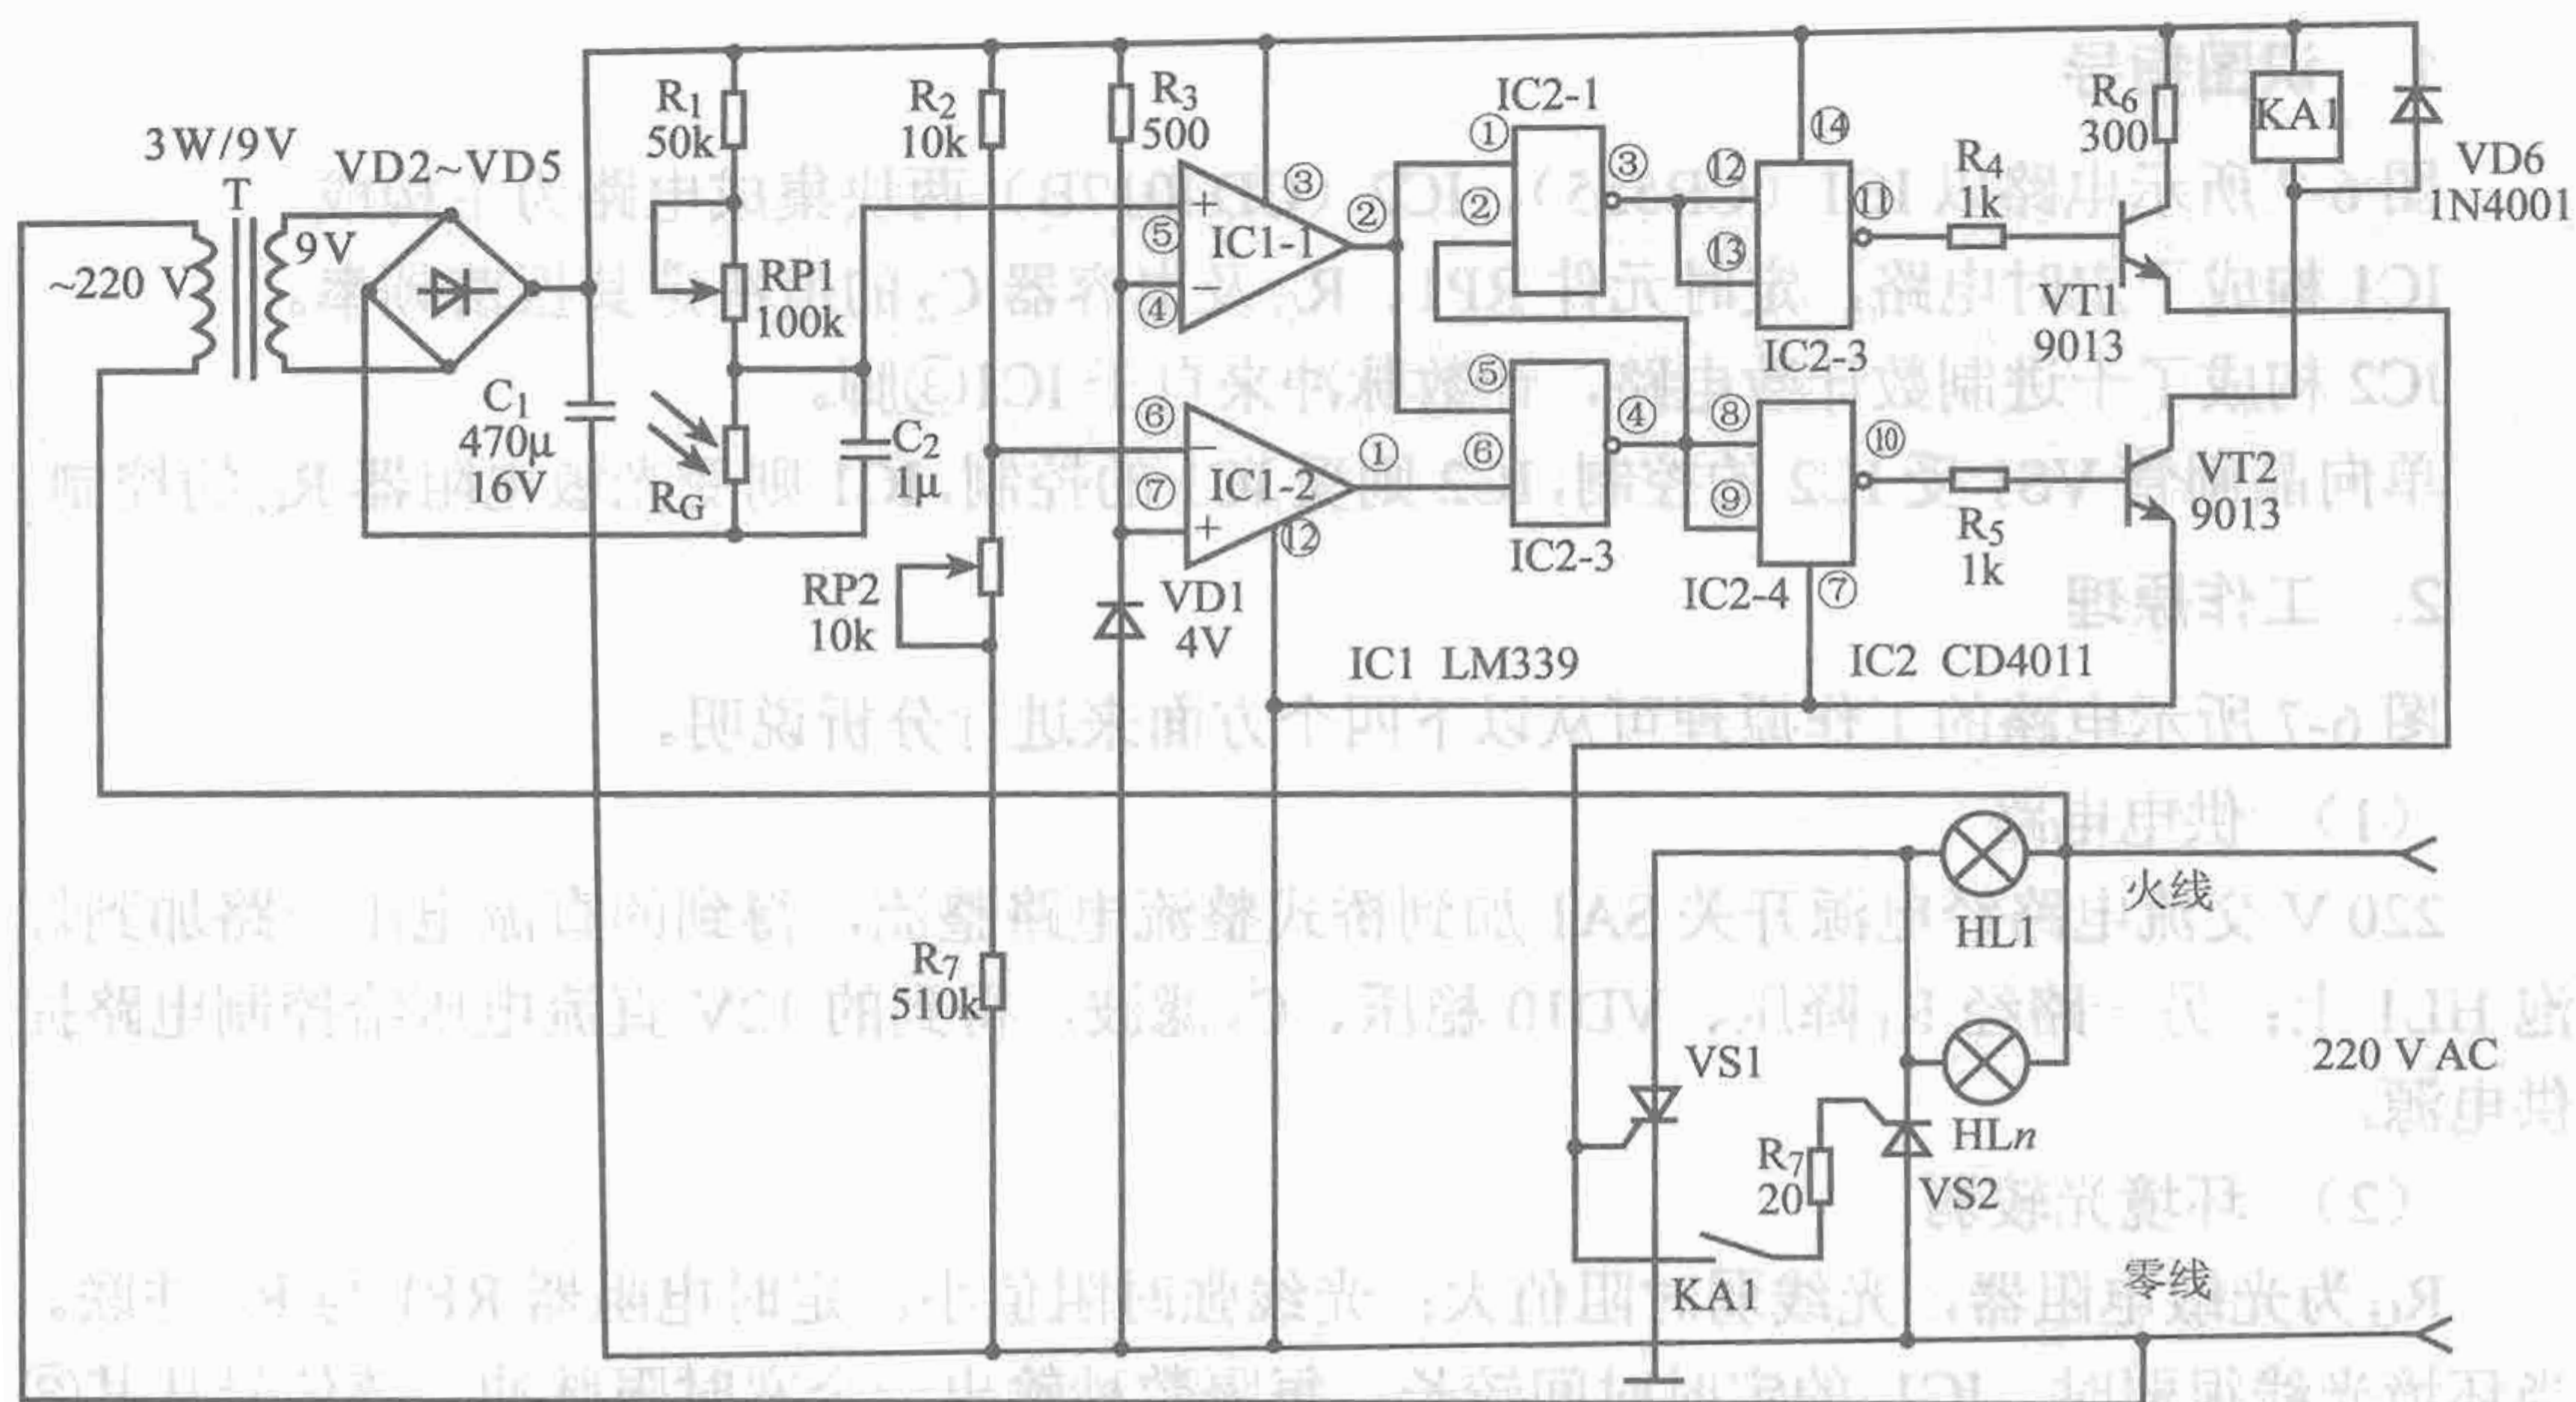 3W/9V
T
VD2~VD5
~220 V
9V
C1
470μ
16V
R1
50k
RP1
100k
RG
C2
1μ
R2
10k
RP2
10k
R7
510k
R3
500
VD1
4V
IC1-1
③
⑤
④
②
IC1-2
⑥
⑦
①
⑫
IC2-1
①
②
③
IC2-3
⑤
⑥
④
⑭
⑫
⑬
⑪
IC2-3
⑧
⑨
⑩
IC2-4
⑦
IC1 LM339
IC2 CD4011
R4
1k
R5
1k
R6
300
KA1
VD6
1N4001
VT1
9013
VT2
9013
HL1
火线
HLn
220 V AC
VS1
VS2
R7
20
KA1
零线